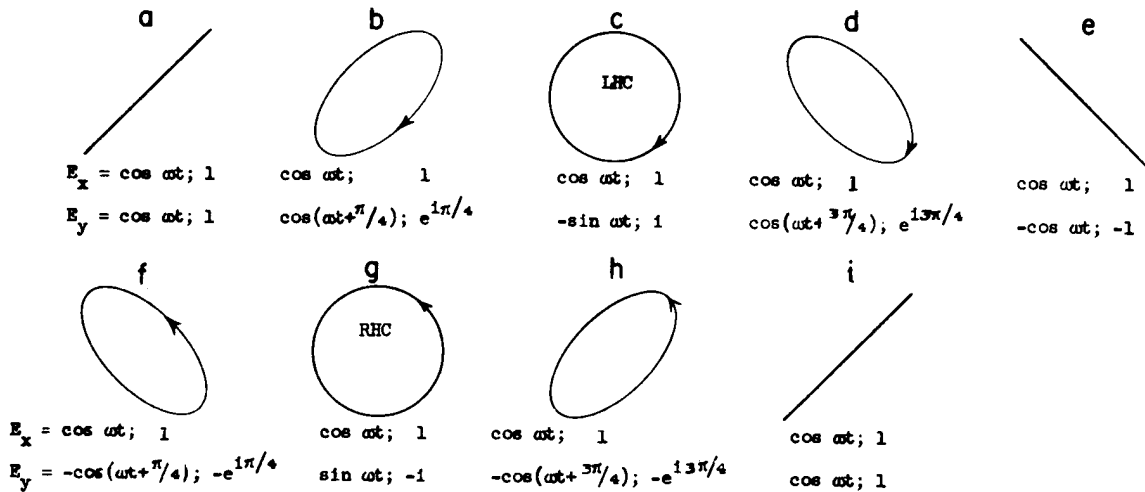 a b c d e
LHC
E_x = cos ωt; 1 cos ωt; 1 cos ωt; 1 cos ωt; 1 cos ωt; 1
E_y = cos ωt; 1 cos(ωt+π/4); e^{iπ/4} -sin ωt; i cos(ωt+3π/4); e^{i3π/4} -cos ωt; -1
f g h i
RHC
E_x = cos ωt; 1 cos ωt; 1 cos ωt; 1 cos ωt; 1
E_y = -cos(ωt+π/4); -e^{iπ/4} sin ωt; -i -cos(ωt+3π/4); -e^{i3π/4} cos ωt; 1